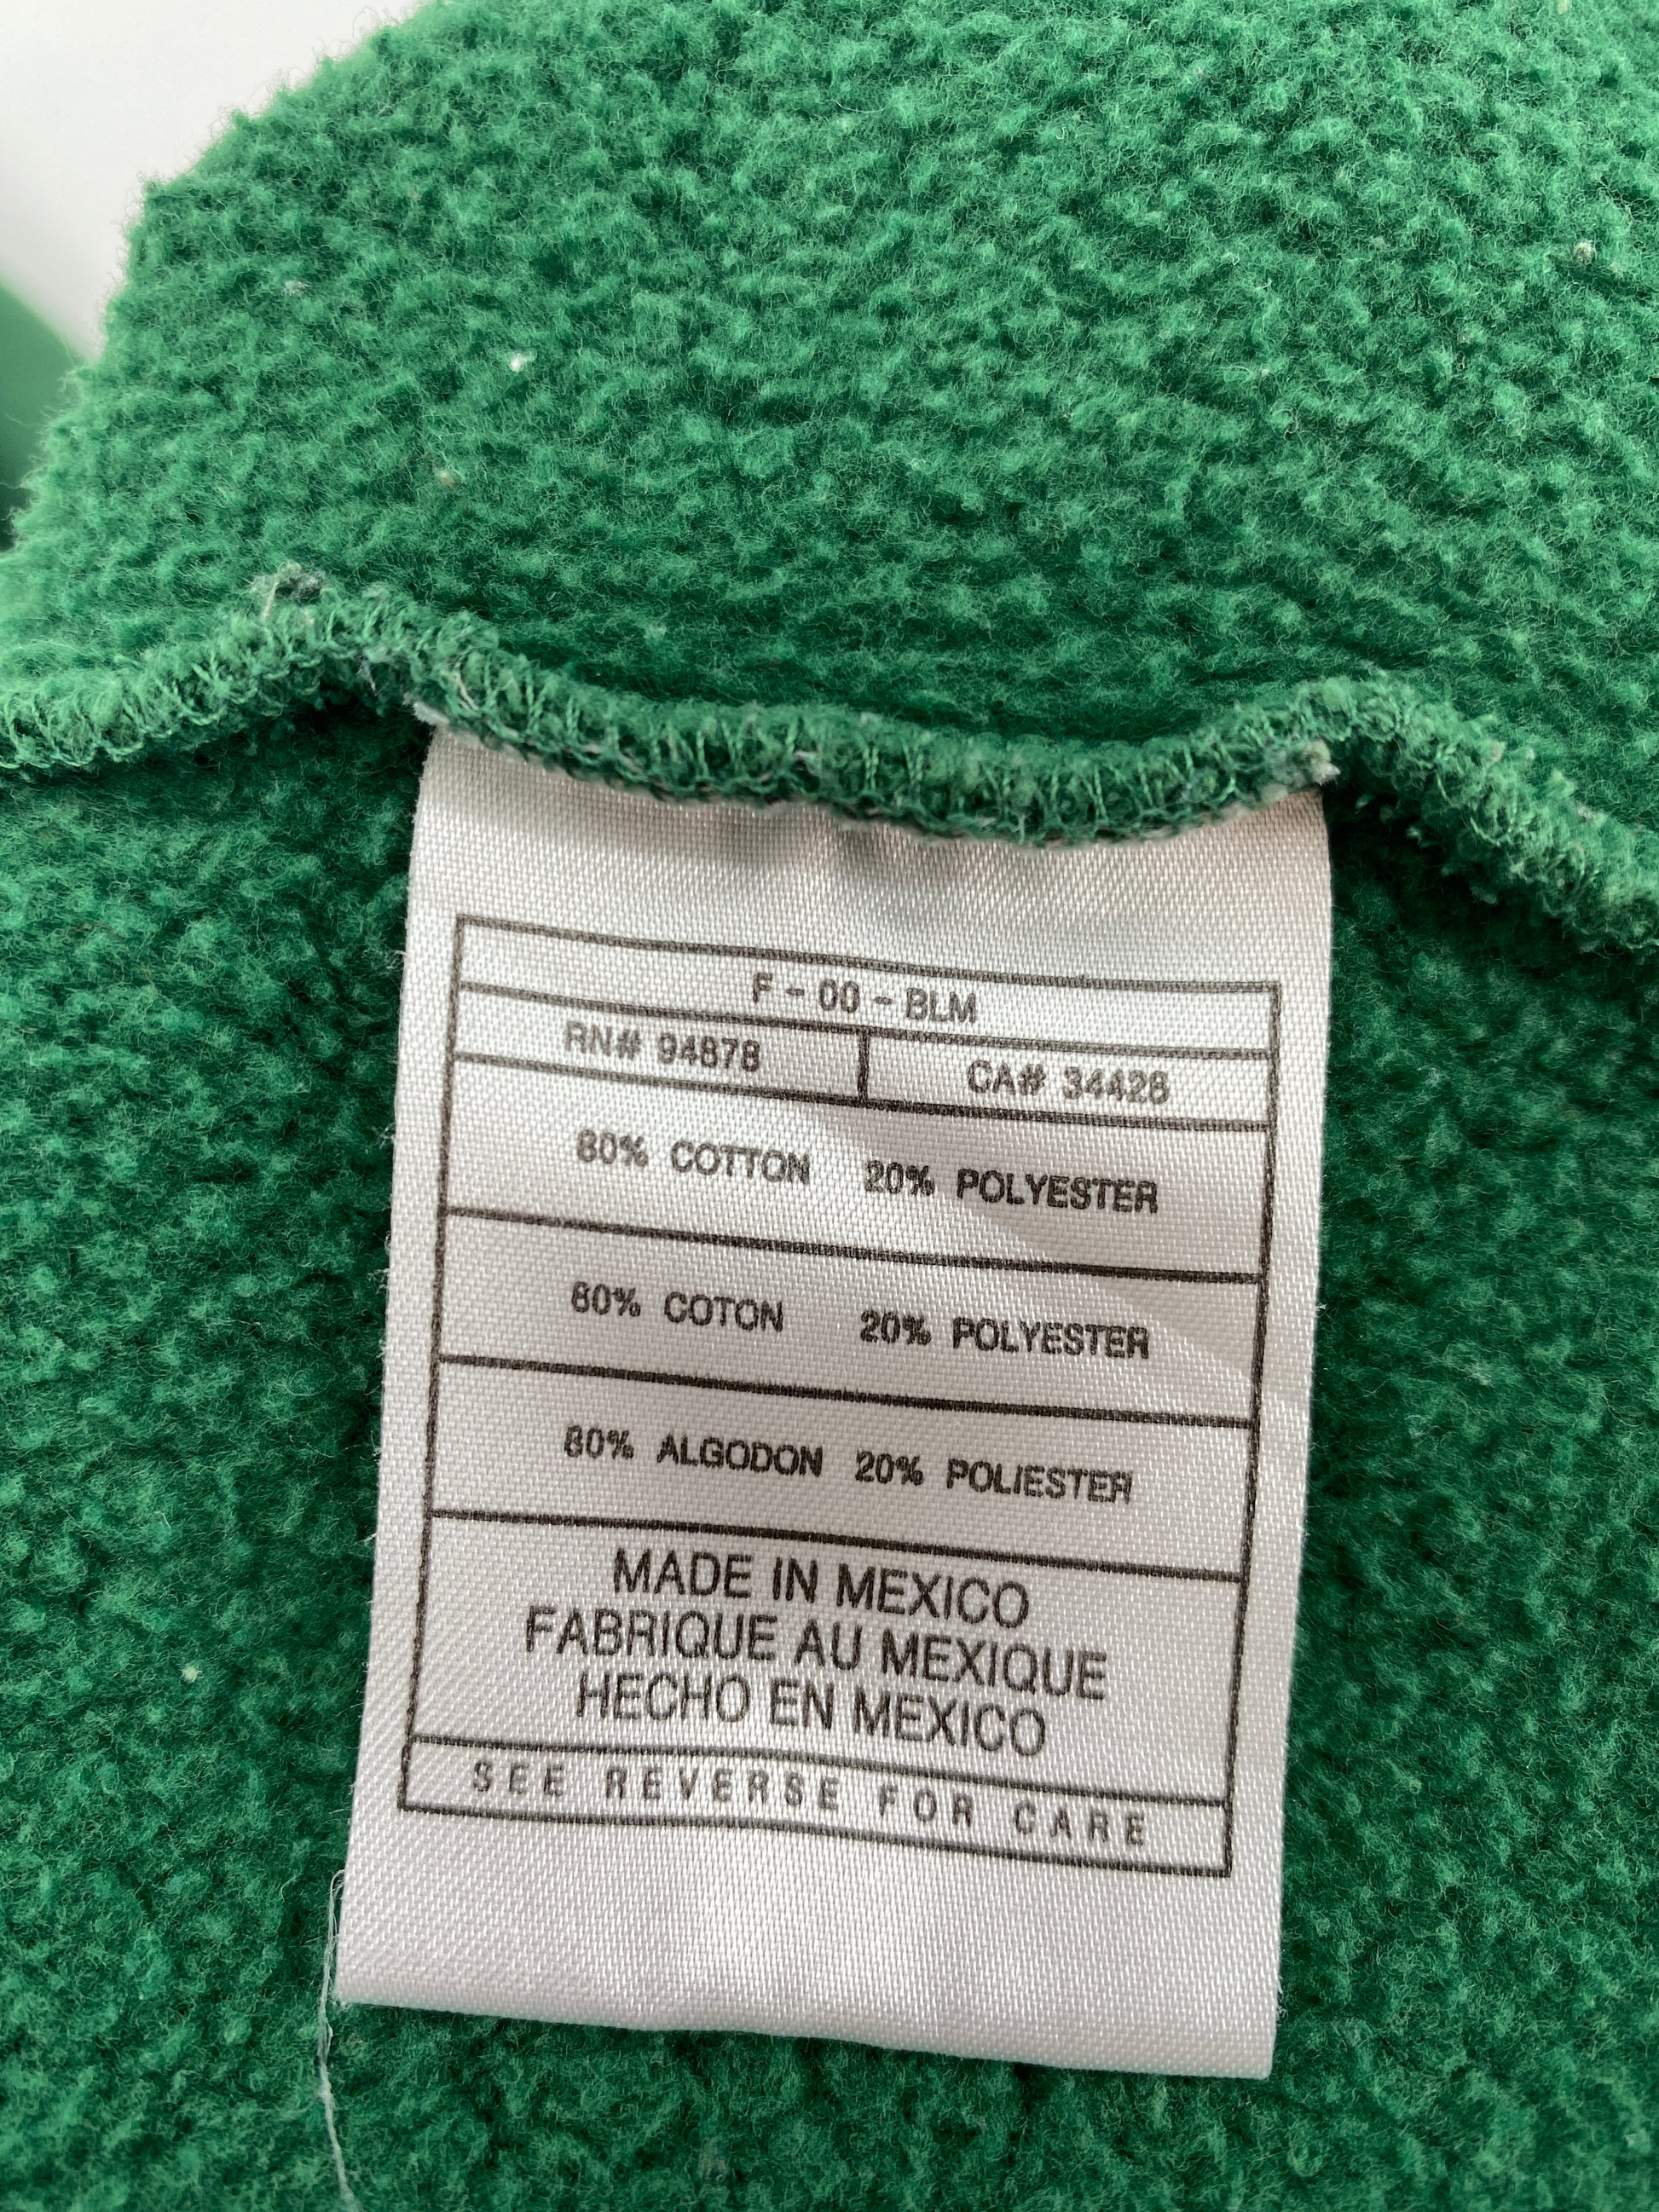 F - 00 - BLM
RN# 94878
CA# 34428
80% COTTON 20% POLYESTER
80% COTON 20% POLYESTER
80% ALGODON 20% POLIESTER
MADE IN MEXICO
FABRIQUE AU MEXIQUE
HECHO EN MEXICO
SEE REVERSE FOR CARE